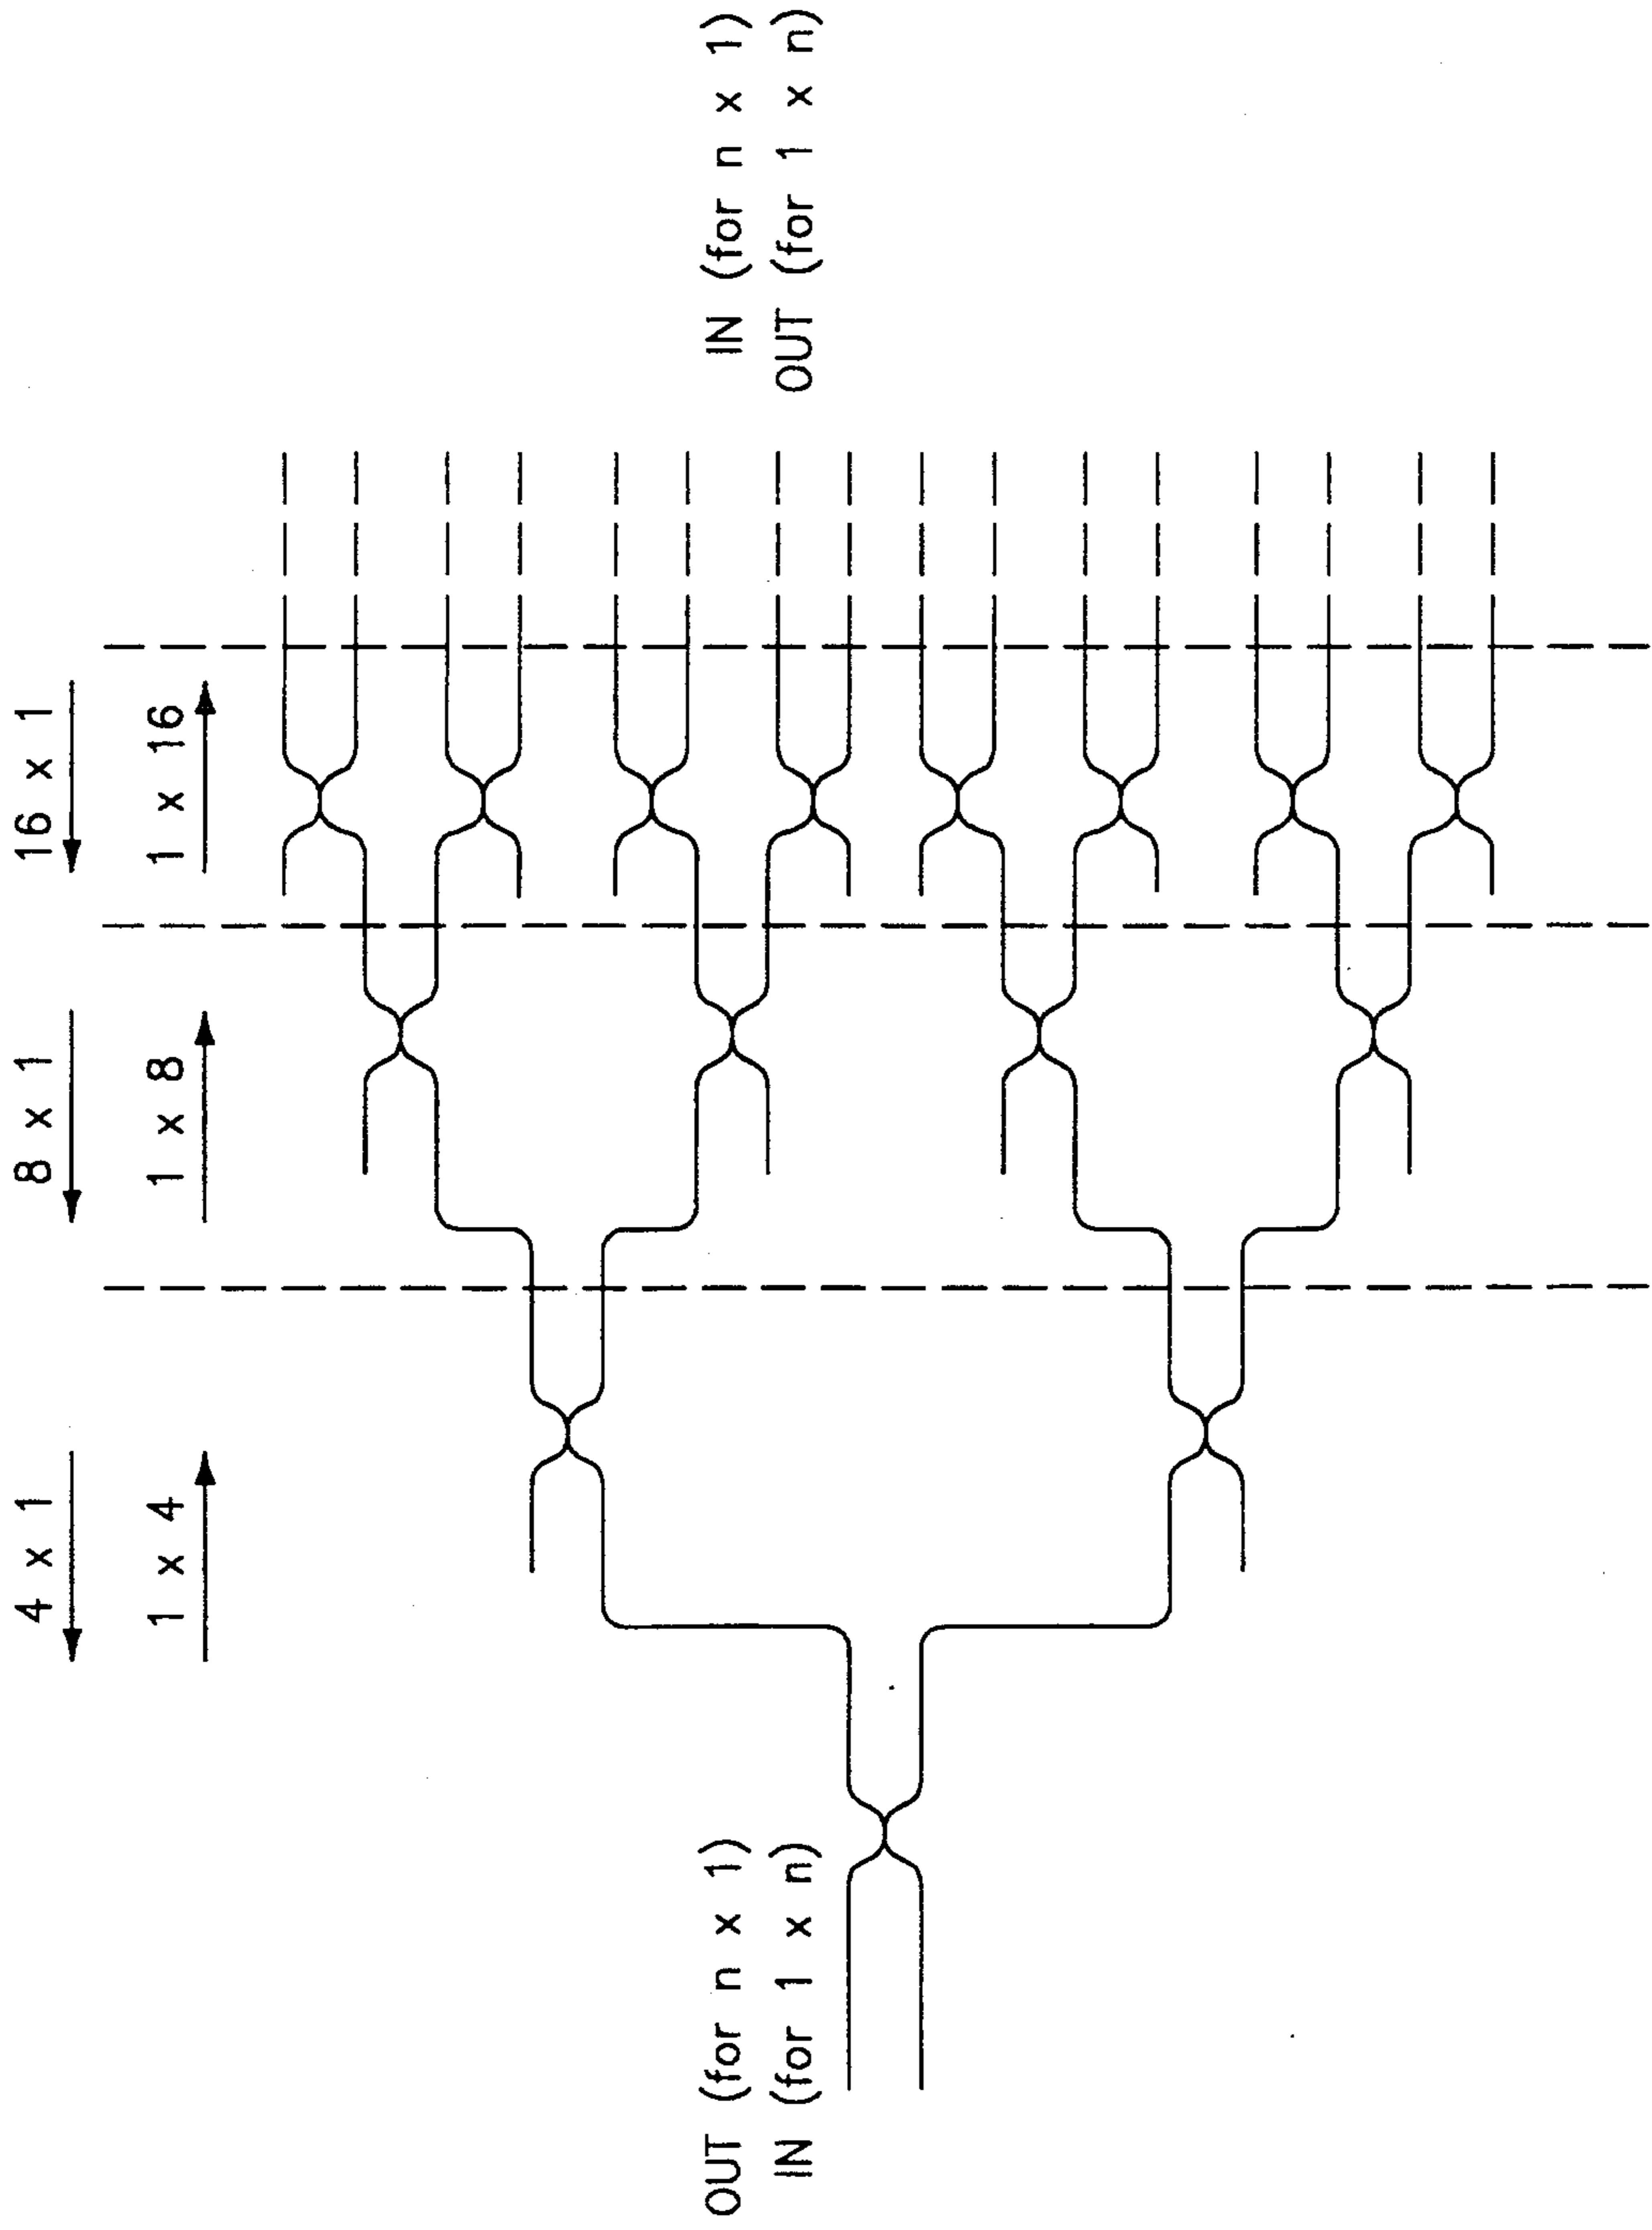 4 x 1
8 x 1
16 x 1
1 x 4
1 x 8
1 x 16
OUT (for n x 1)
IN (for 1 x n)
IN (for n x 1)
OUT (for 1 x n)